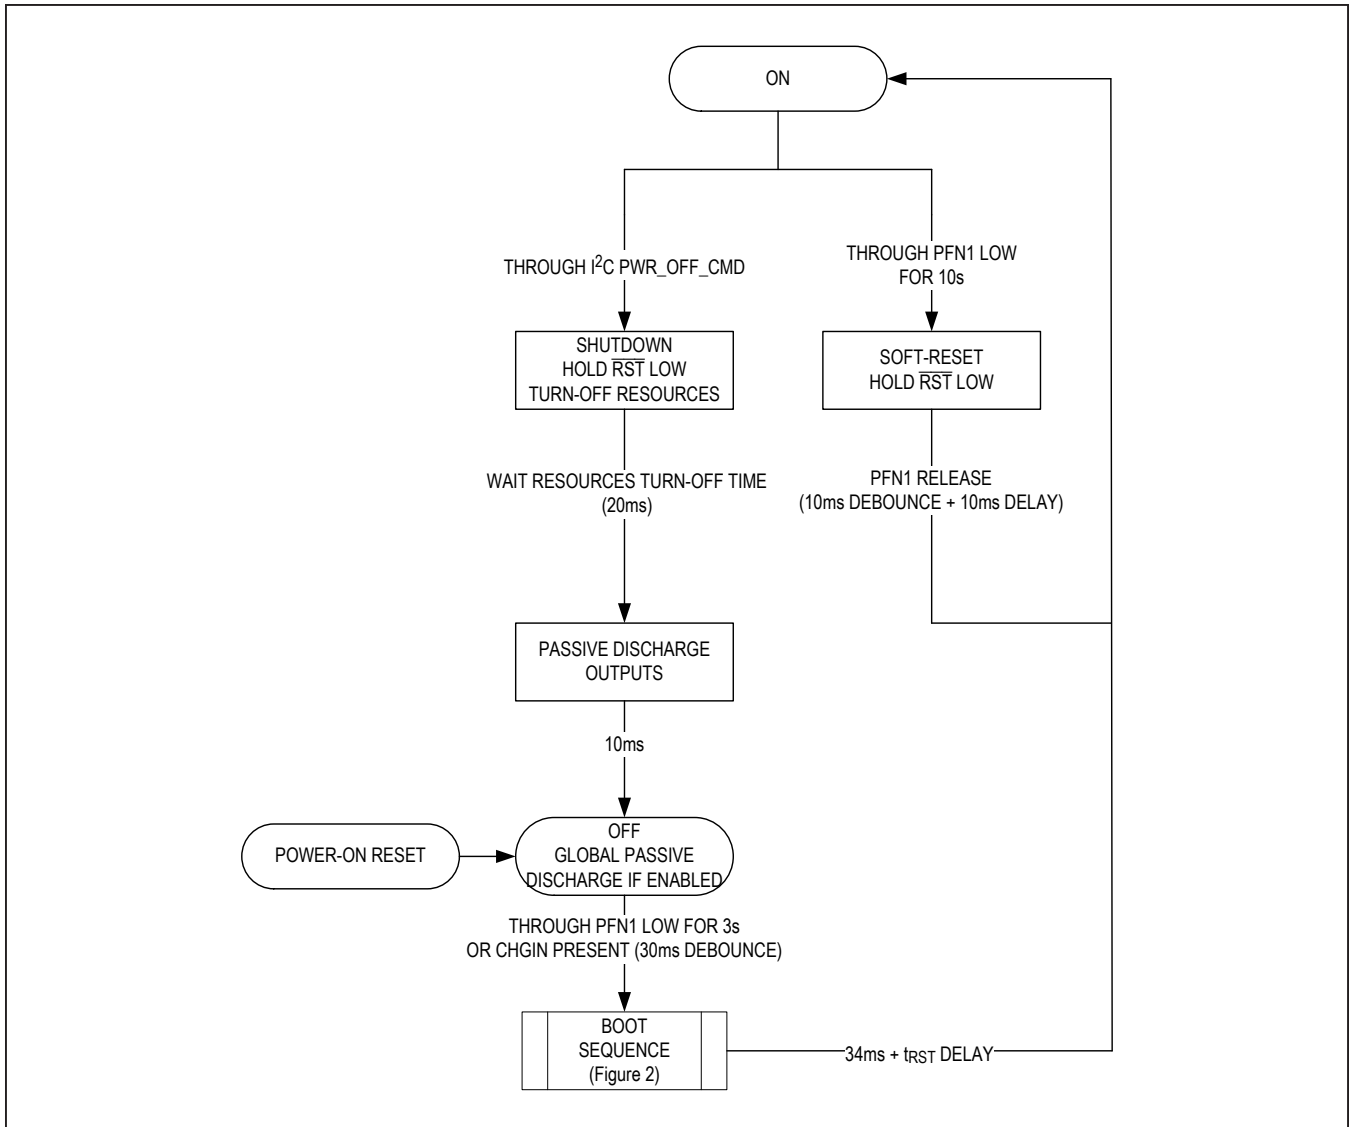 ON
THROUGH I²C PWR_OFF_CMD
THROUGH PFN1 LOW
FOR 10s
SHUTDOWN
HOLD R̅S̅T̅ LOW
TURN-OFF RESOURCES
SOFT-RESET
HOLD R̅S̅T̅ LOW
WAIT RESOURCES TURN-OFF TIME
(20ms)
PFN1 RELEASE
(10ms DEBOUNCE + 10ms DELAY)
PASSIVE DISCHARGE
OUTPUTS
10ms
POWER-ON RESET
OFF
GLOBAL PASSIVE
DISCHARGE IF ENABLED
THROUGH PFN1 LOW FOR 3s
OR CHGIN PRESENT (30ms DEBOUNCE)
BOOT
SEQUENCE
(Figure 2)
34ms + tRST DELAY